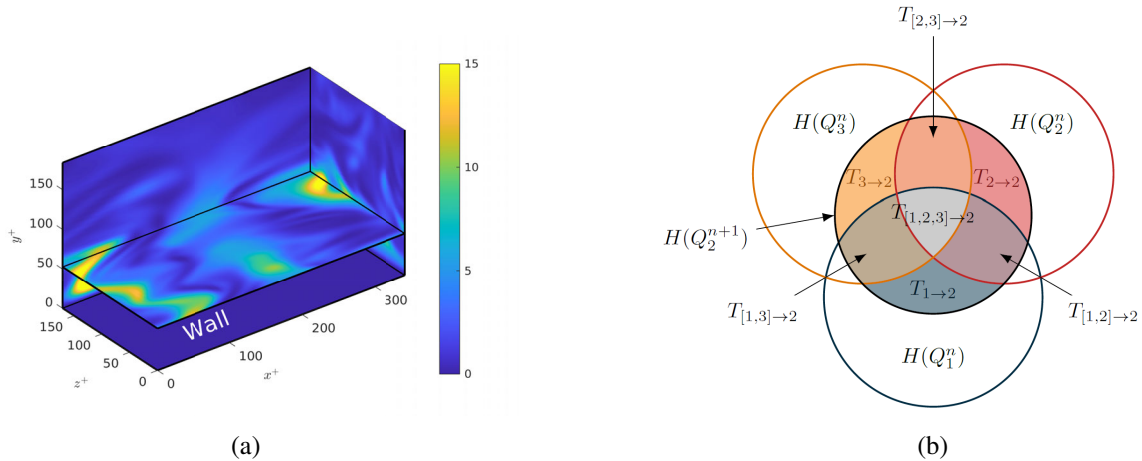 15
10
5
0
150
100
50
0
y⁺
150
100
50
0
z⁺
0
100
200
300
x⁺
Wall
(a)
T[2,3]→2
H(Q₃ⁿ)
H(Q₂ⁿ)
T3→2
T2→2
T[1,2,3]→2
H(Q₂ⁿ⁺¹)
T[1,3]→2
T1→2
T[1,2]→2
H(Q₁ⁿ)
(b)